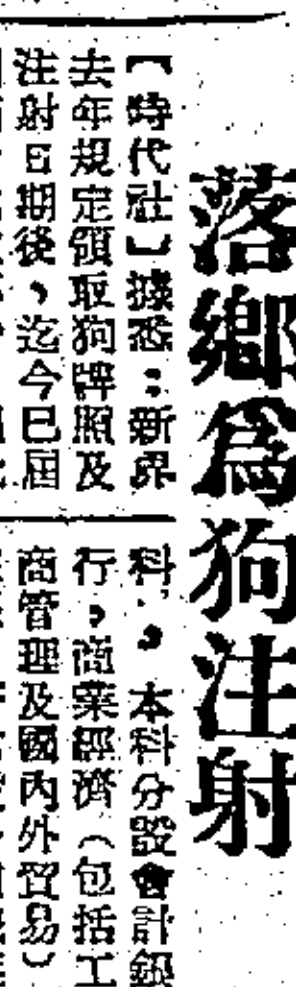 落鄉爲狗注射
【時代社】據悉：新界
去年規定領取狗牌照及
注射日期後，迄今已屆
科，本科分設會計銀
行，商業經濟（包括工
商管理及國內外貿易）